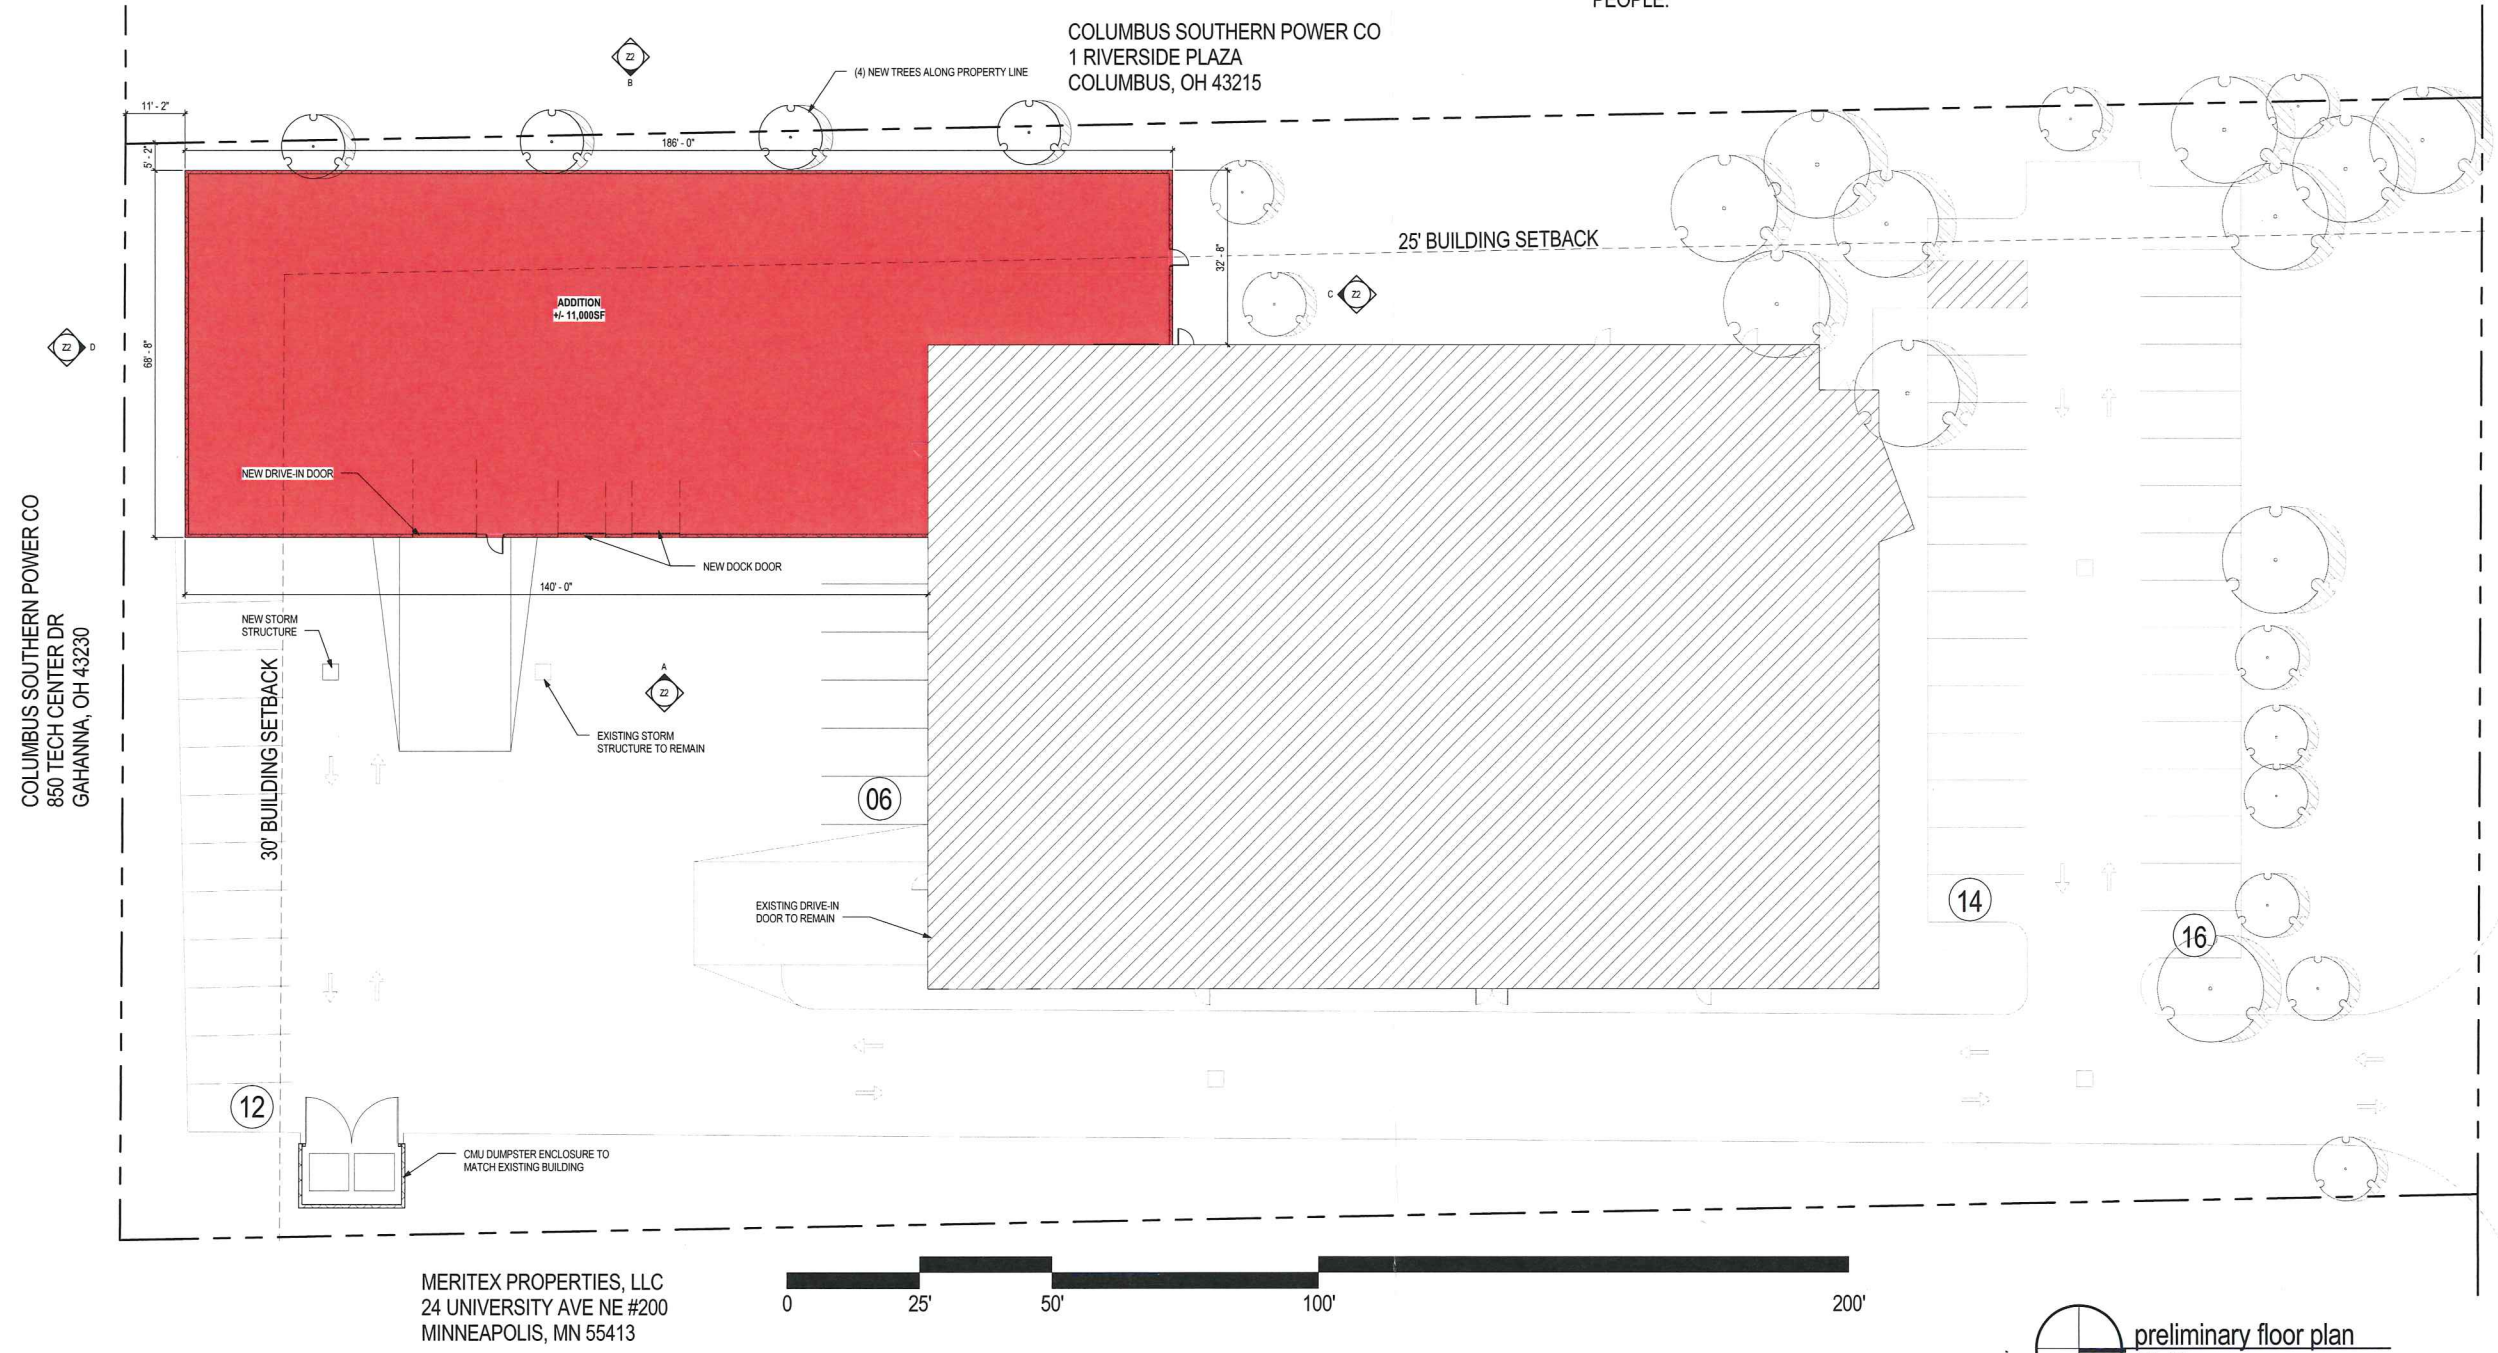 PEOPLE.
COLUMBUS SOUTHERN POWER CO
1 RIVERSIDE PLAZA
COLUMBUS, OH 43215
Z2
B
(4) NEW TREES ALONG PROPERTY LINE
11' - 2"
5' - 2"
186' - 0"
25' BUILDING SETBACK
32' - 8"
C
Z2
ADDITION
+/- 11,000SF
Z2
D
68' - 8"
NEW DRIVE-IN DOOR
NEW DOCK DOOR
140' - 0"
COLUMBUS SOUTHERN POWER CO
850 TECH CENTER DR
GAHANNA, OH 43230
NEW STORM
STRUCTURE
30' BUILDING SETBACK
A
Z2
EXISTING STORM
STRUCTURE TO REMAIN
06
EXISTING DRIVE-IN
DOOR TO REMAIN
14
16
12
CMU DUMPSTER ENCLOSURE TO
MATCH EXISTING BUILDING
MERITEX PROPERTIES, LLC
24 UNIVERSITY AVE NE #200
MINNEAPOLIS, MN 55413
0
25'
50'
100'
200'
preliminary floor plan